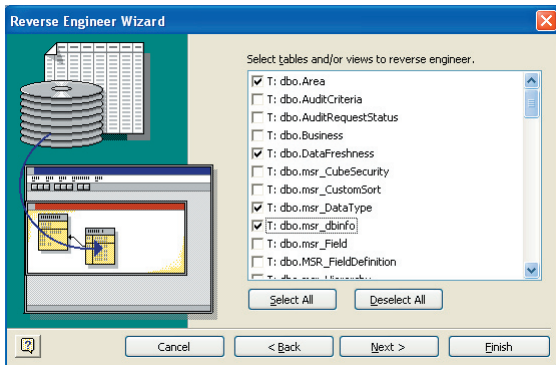 Reverse Engineer Wizard
Select tables and/or views to reverse engineer.
T: dbo.Area
T: dbo.AuditCriteria
T: dbo.AuditRequestStatus
T: dbo.Business
T: dbo.DataFreshness
T: dbo.msr_CubeSecurity
T: dbo.msr_CustomSort
T: dbo.msr_DataType
T: dbo.msr_dbinfo
T: dbo.msr_Field
T: dbo.MSR_FieldDefinition
T: dbo.msr_Hierarchy
Select All
Deselect All
?
Cancel
< Back
Next >
Finish